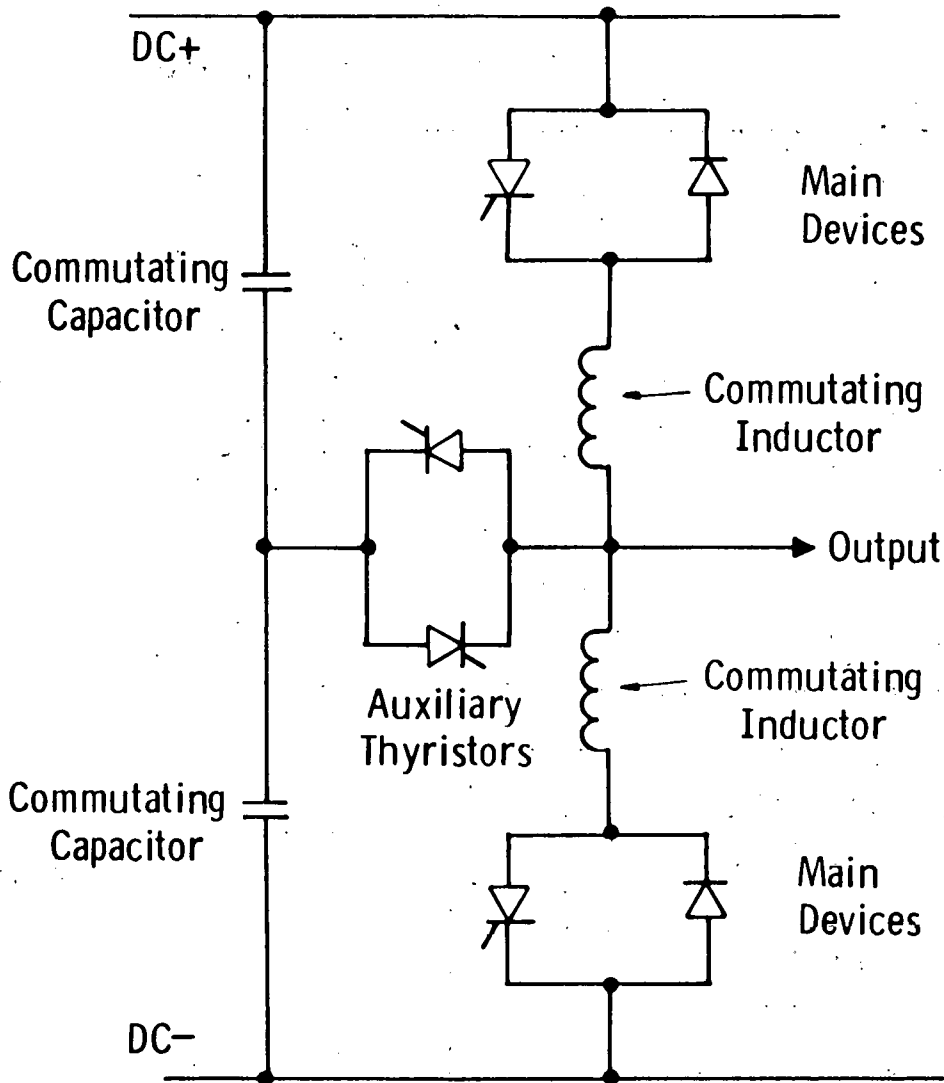 DC+
Main
Devices
Commutating
Capacitor
Commutating
Inductor
Output
Commutating
Inductor
Auxiliary
Thyristors
Commutating
Capacitor
Main
Devices
DC−